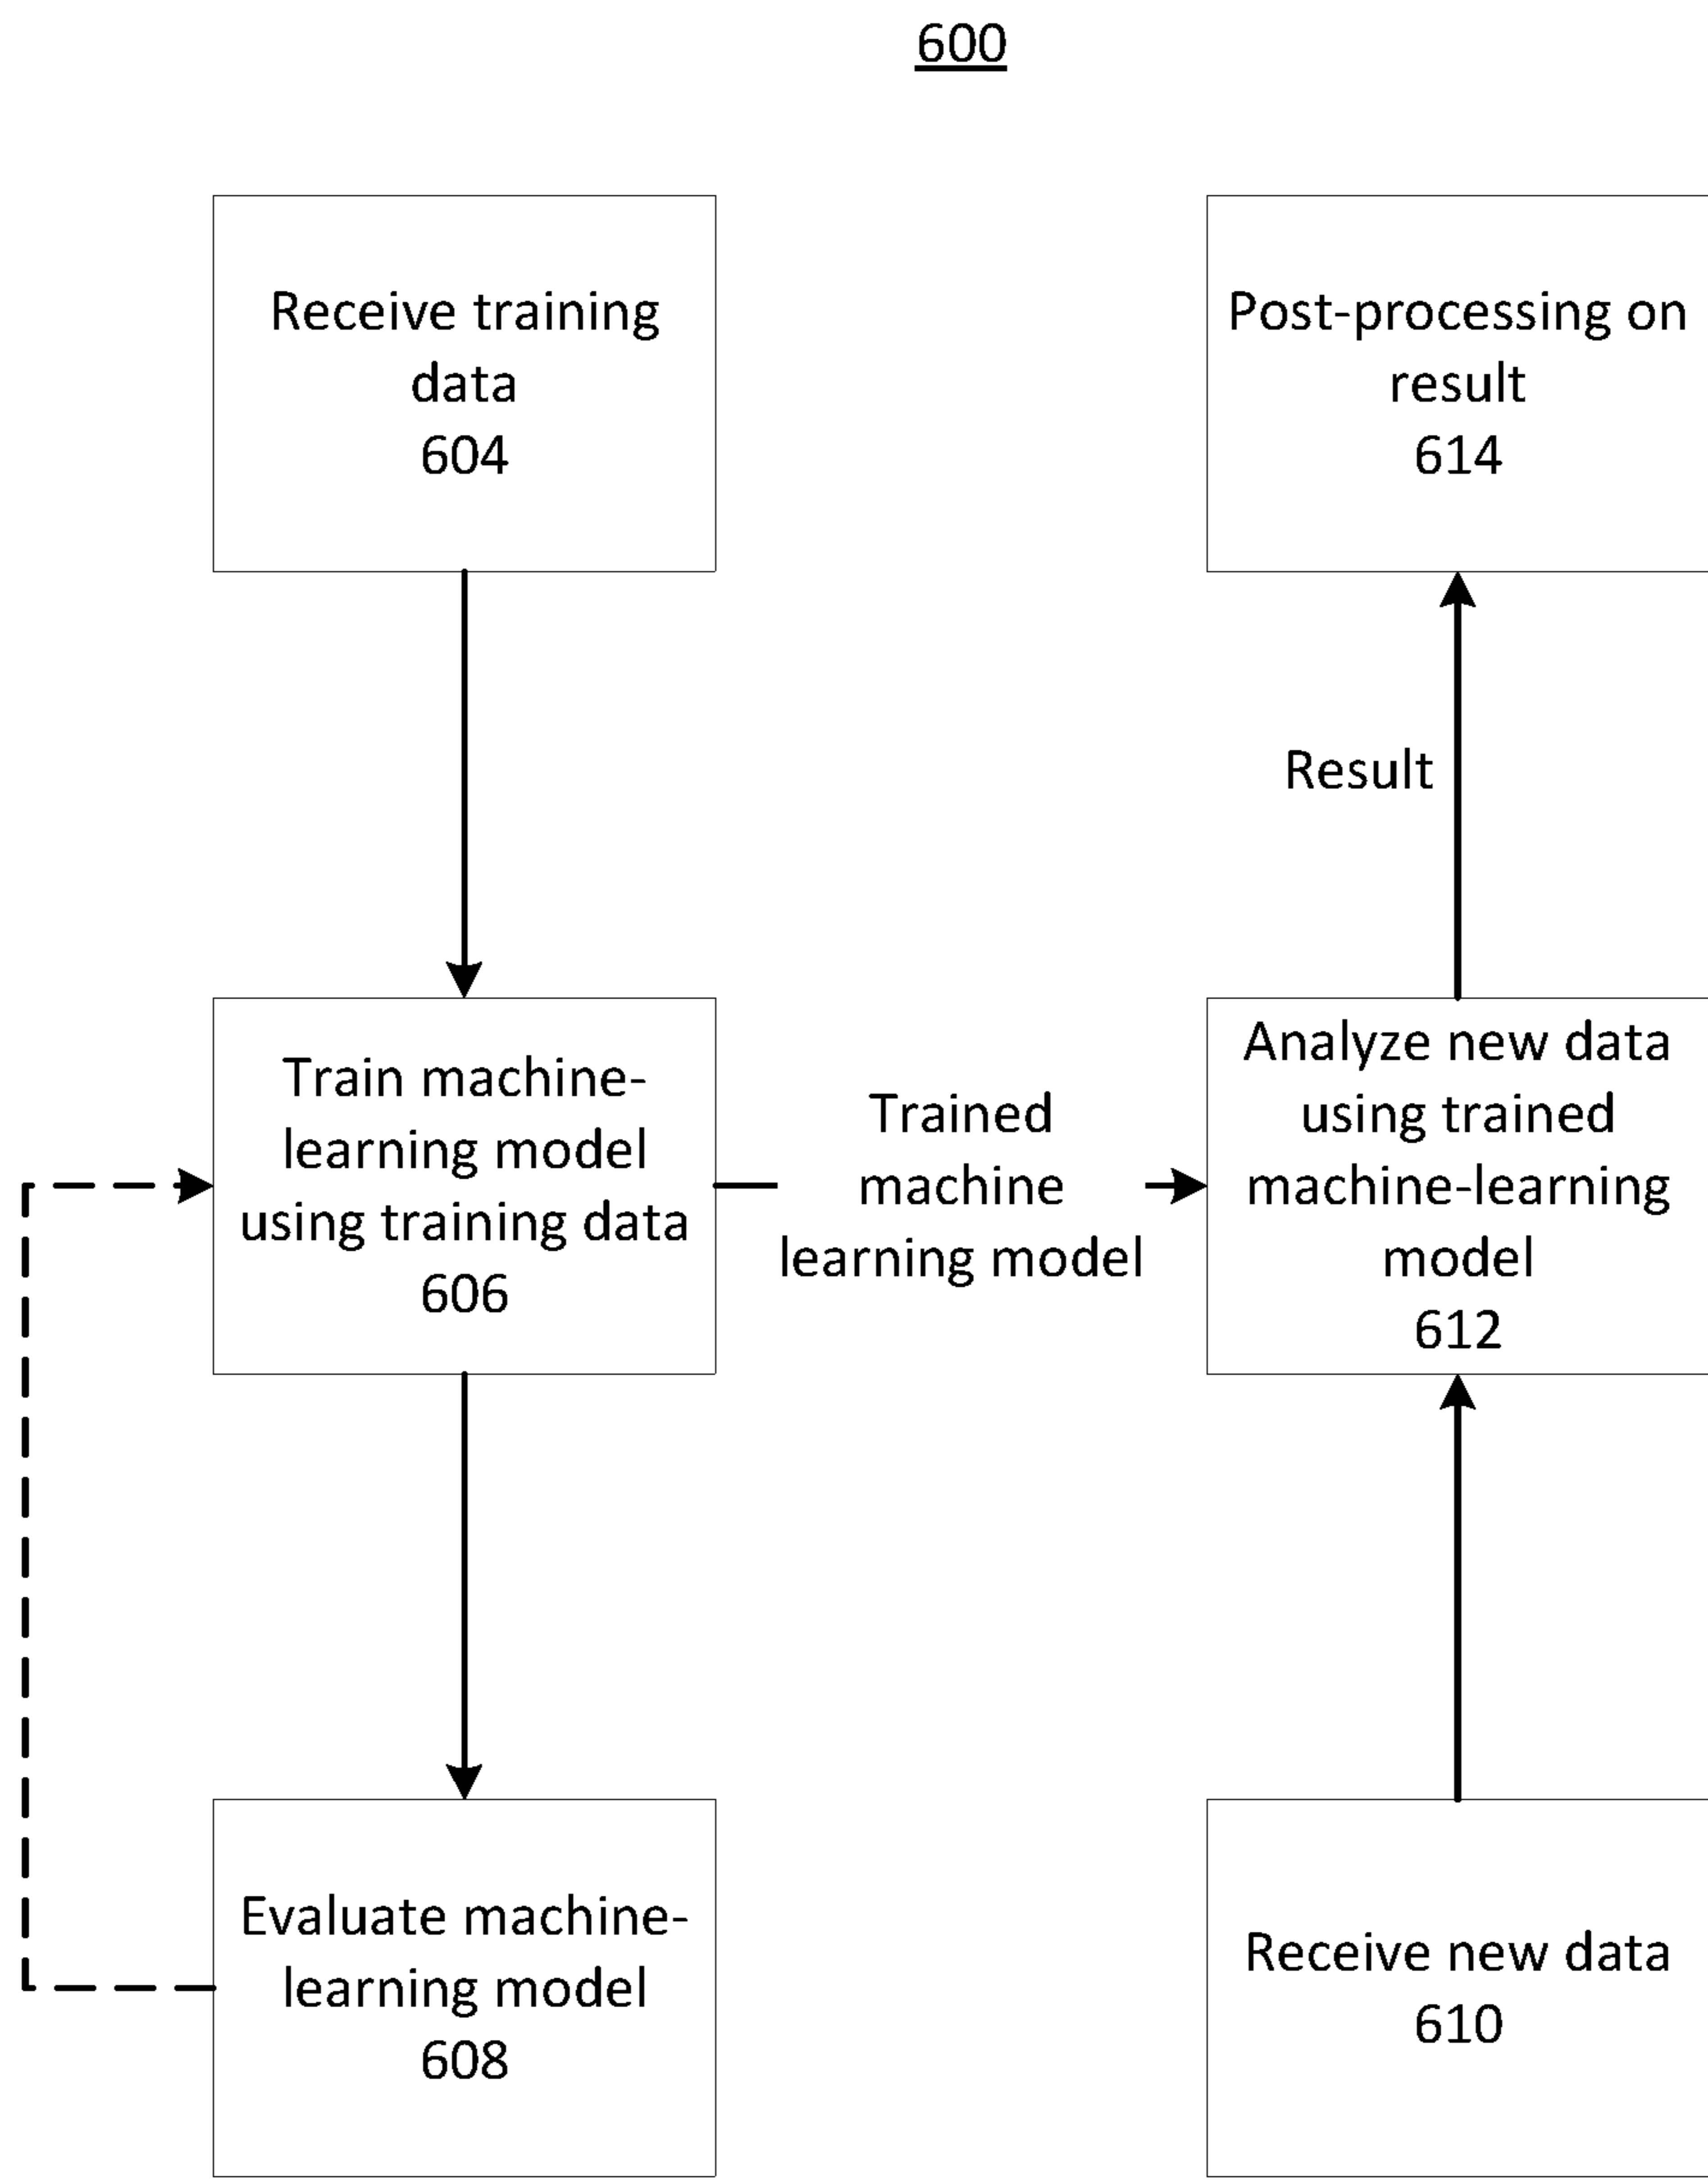 600
Receive training
data
604
Post-processing on
result
614
Result
Train machine-
learning model
using training data
606
Trained
machine
learning model
Analyze new data
using trained
machine-learning
model
612
Evaluate machine-
learning model
608
Receive new data
610